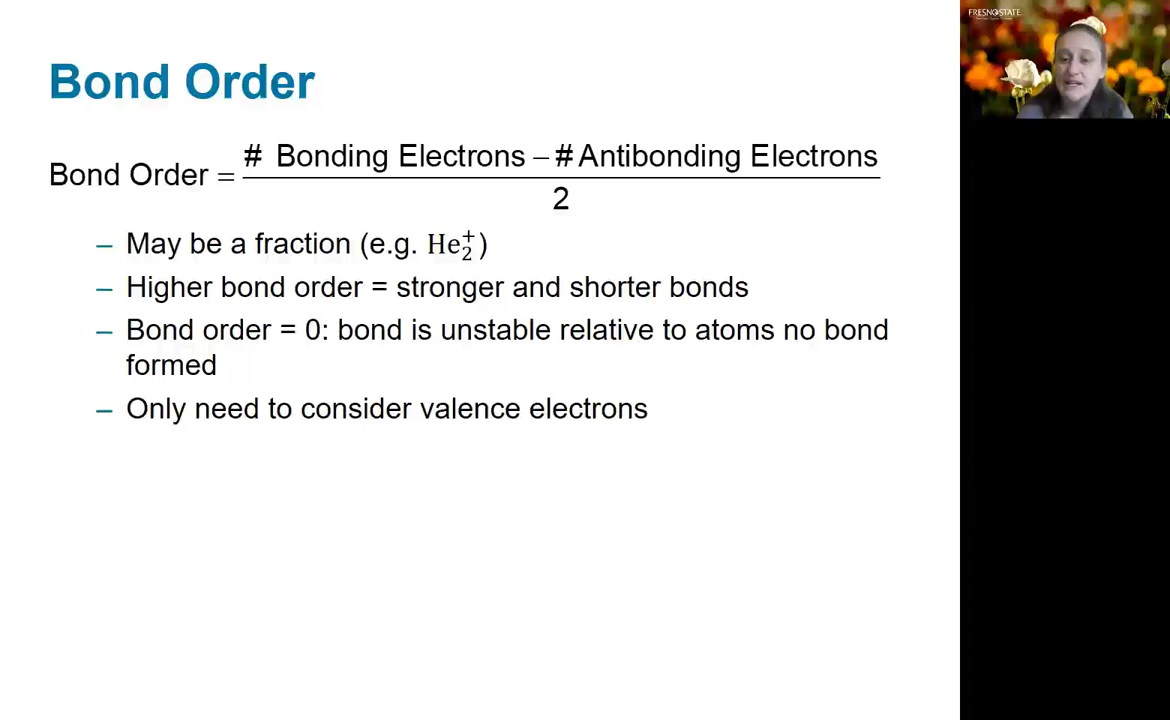 FRESNO STATE
Bond Order
Bond Order = (# Bonding Electrons – # Antibonding Electrons) / 2
– May be a fraction (e.g. He₂⁺)
– Higher bond order = stronger and shorter bonds
– Bond order = 0: bond is unstable relative to atoms no bond
formed
– Only need to consider valence electrons